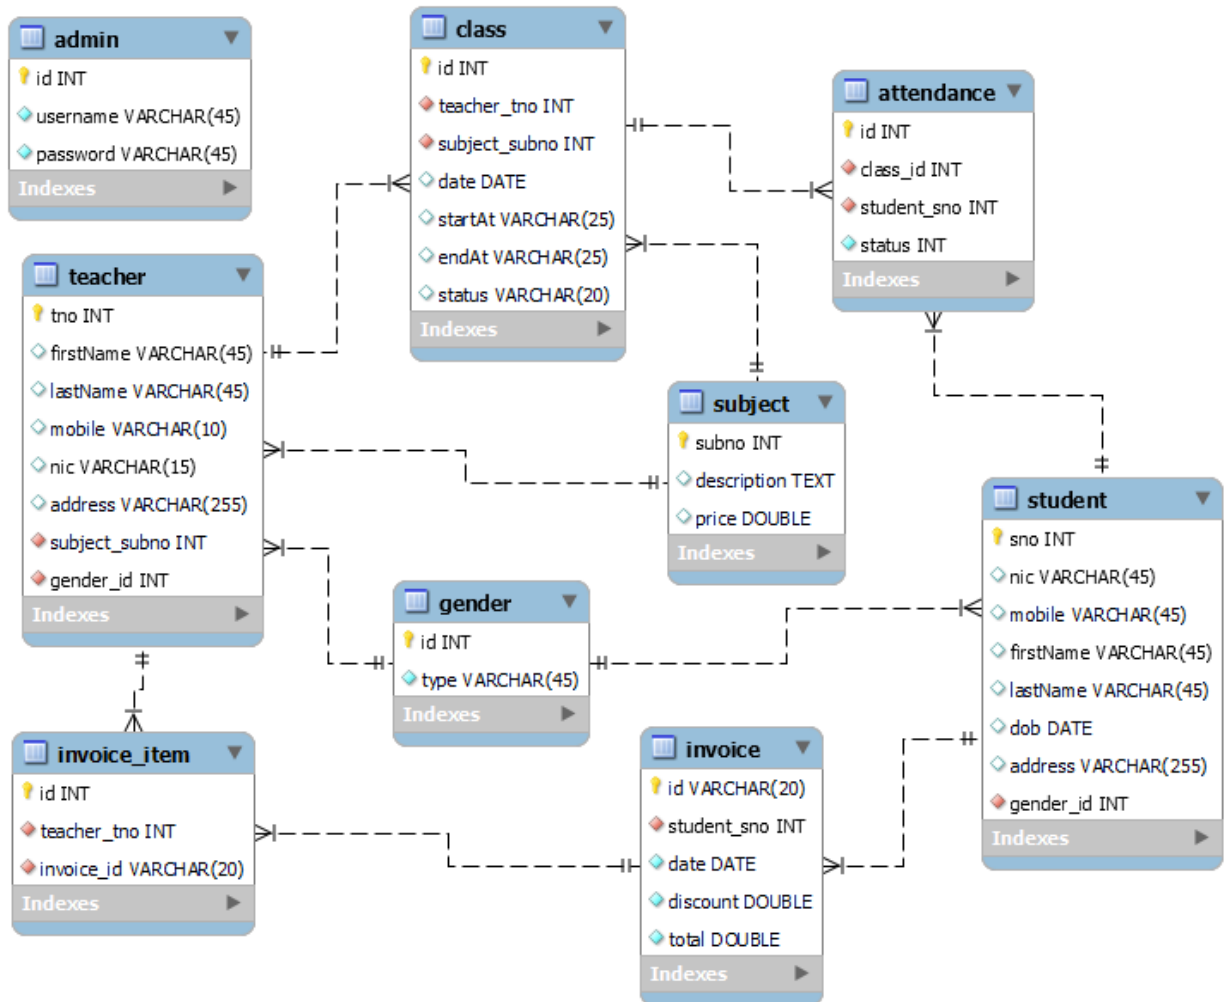 admin
id INT
username VARCHAR(45)
password VARCHAR(45)
Indexes
class
id INT
teacher_tno INT
subject_subno INT
date DATE
startAt VARCHAR(25)
endAt VARCHAR(25)
status VARCHAR(20)
Indexes
attendance
id INT
class_id INT
student_sno INT
status INT
Indexes
teacher
tno INT
firstName VARCHAR(45)
lastName VARCHAR(45)
mobile VARCHAR(10)
nic VARCHAR(15)
address VARCHAR(255)
subject_subno INT
gender_id INT
Indexes
subject
subno INT
description TEXT
price DOUBLE
Indexes
student
sno INT
nic VARCHAR(45)
mobile VARCHAR(45)
firstName VARCHAR(45)
lastName VARCHAR(45)
dob DATE
address VARCHAR(255)
gender_id INT
Indexes
gender
id INT
type VARCHAR(45)
Indexes
invoice_item
id INT
teacher_tno INT
invoice_id VARCHAR(20)
Indexes
invoice
id VARCHAR(20)
student_sno INT
date DATE
discount DOUBLE
total DOUBLE
Indexes